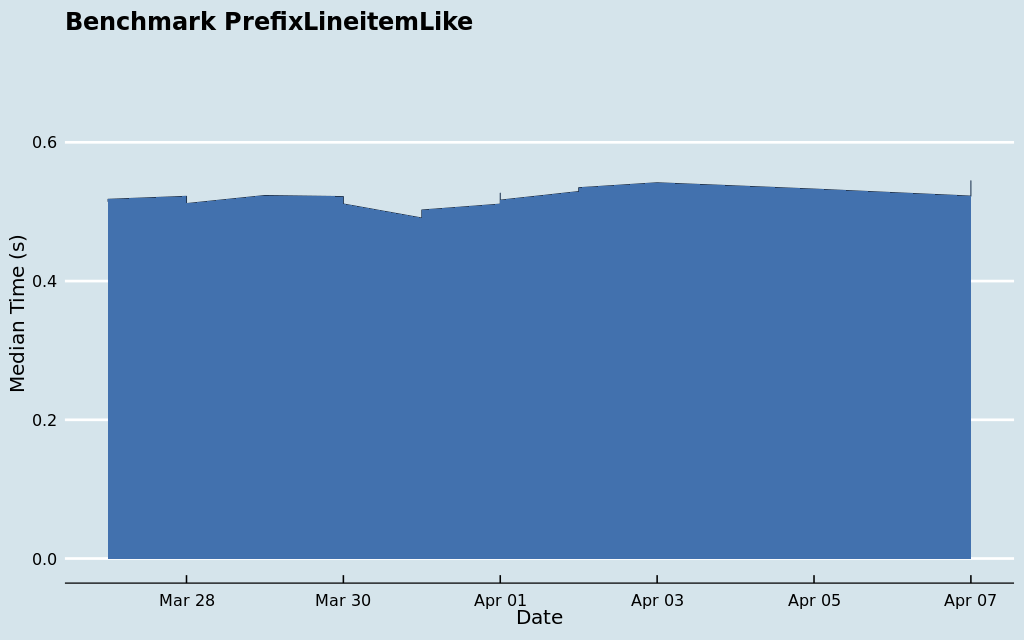 Benchmark PrefixLineitemLike
Median Time (s)
0.6
0.4
0.2
0.0
Mar 28
Mar 30
Apr 01
Apr 03
Apr 05
Apr 07
Date